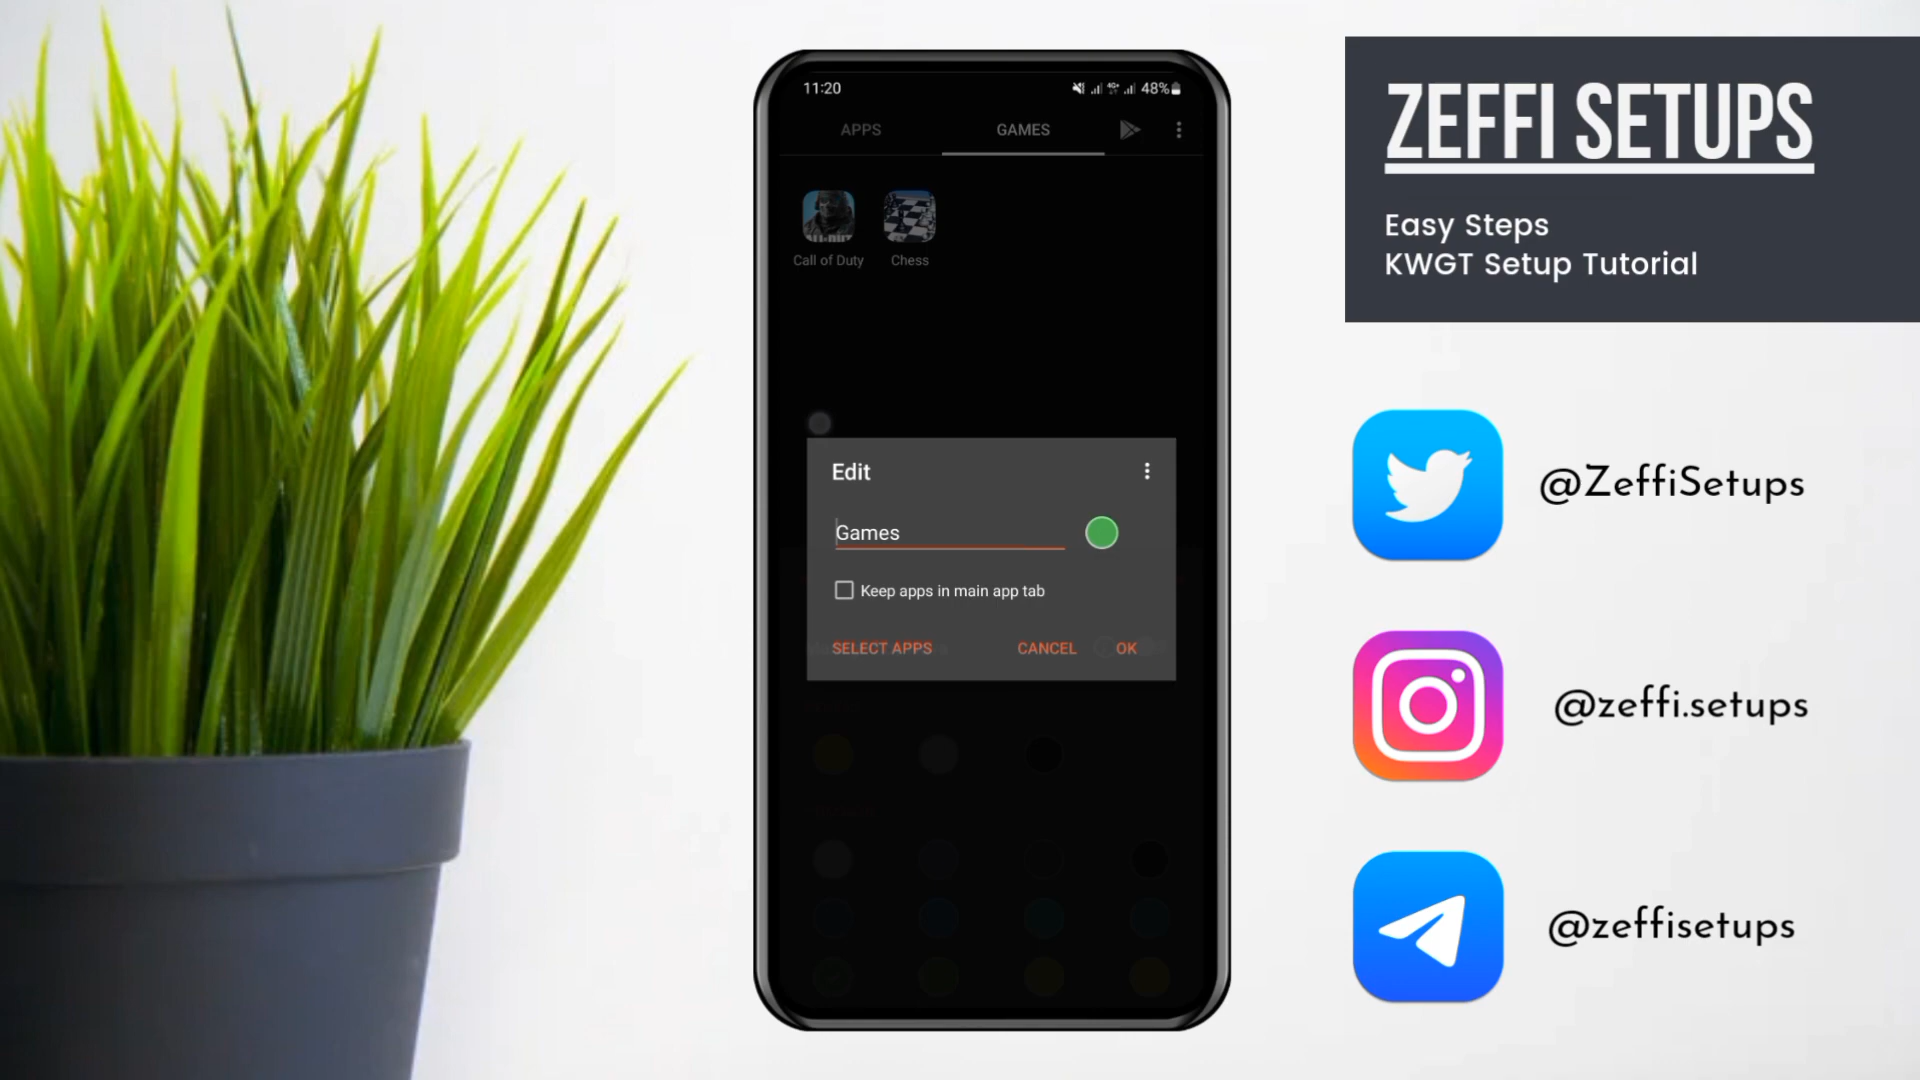 11:20
48%
APPS
GAMES
Call of Duty
Chess
Edit
Games
Keep apps in main app tab
SELECT APPS
CANCEL
OK
ZEFFI SETUPS
Easy Steps
KWGT Setup Tutorial
@ZeffiSetups
@zeffi.setups
@zeffisetups